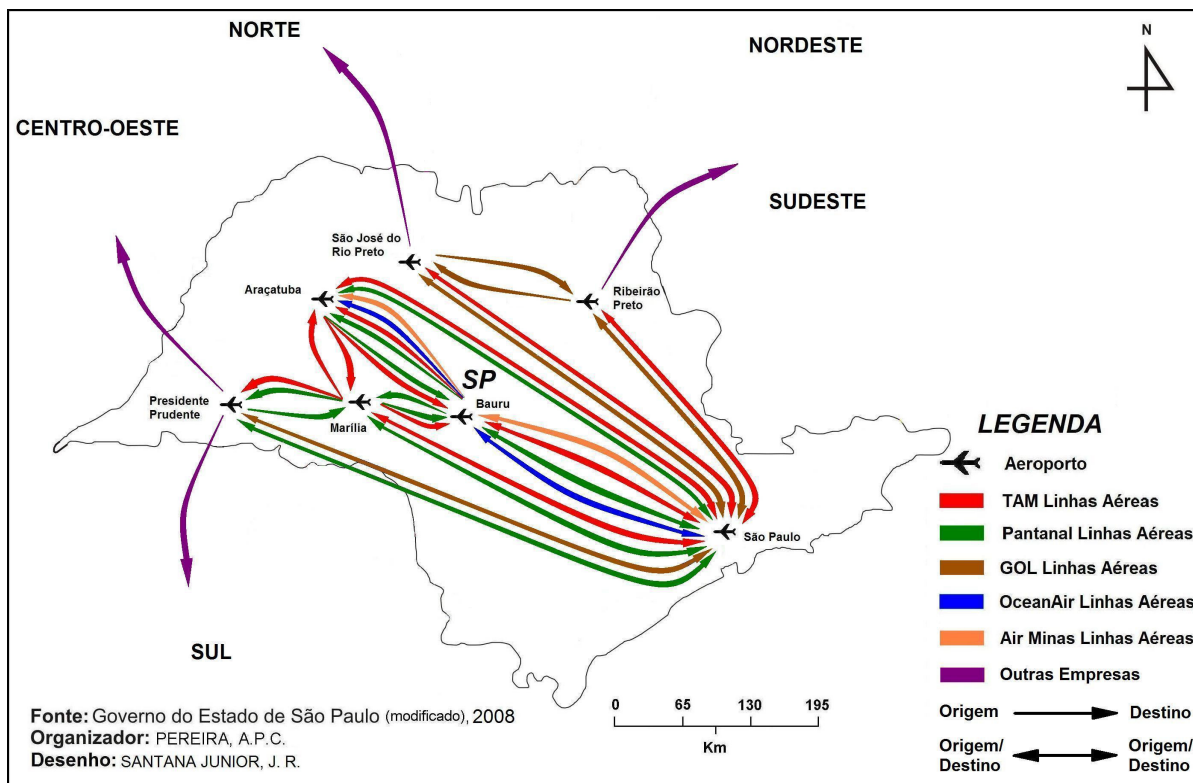 NORTE
NORDESTE
N
CENTRO-OESTE
SUDESTE
São José do
Rio Preto
Araçatuba
Ribeirão
Preto
SP
Presidente
Prudente
Marília
Bauru
São Paulo
SUL
LEGENDA
Aeroporto
TAM Linhas Aéreas
Pantanal Linhas Aéreas
GOL Linhas Aéreas
OceanAir Linhas Aéreas
Air Minas Linhas Aéreas
Outras Empresas
Origem Destino
Origem/ Origem/
Destino Destino
0 65 130 195
Km
Fonte: Governo do Estado de São Paulo (modificado), 2008
Organizador: PEREIRA, A.P.C.
Desenho: SANTANA JUNIOR, J. R.